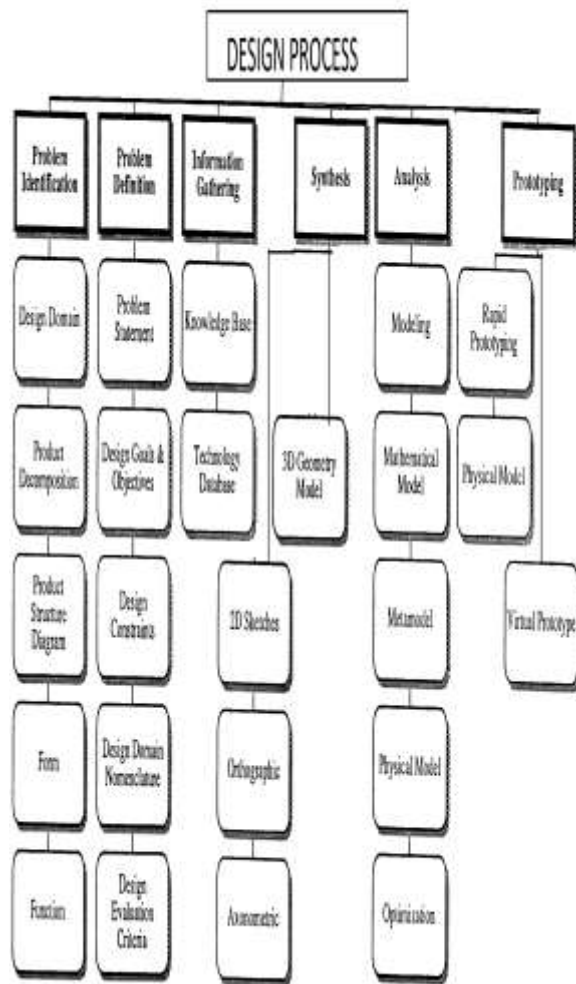 DESIGN PROCESS
Problem
Identification
Problem
Definition
Information
Gathering
Synthesis
Analysis
Prototyping
Design Domain
Product
Decomposition
Product
Structure
Diagram
Form
Function
Problem
Statement
Design Goals &
Objectives
Design
Constraints
Design Domain
Nomenclature
Design
Evaluation
Criteria
Knowledge Base
Technology
Database
3D Geometry
Model
2D Sketches
Orthographic
Axonometric
Modeling
Mathematical
Model
Metamodel
Physical Model
Optimization
Rapid
Prototyping
Physical Model
Virtual Prototype